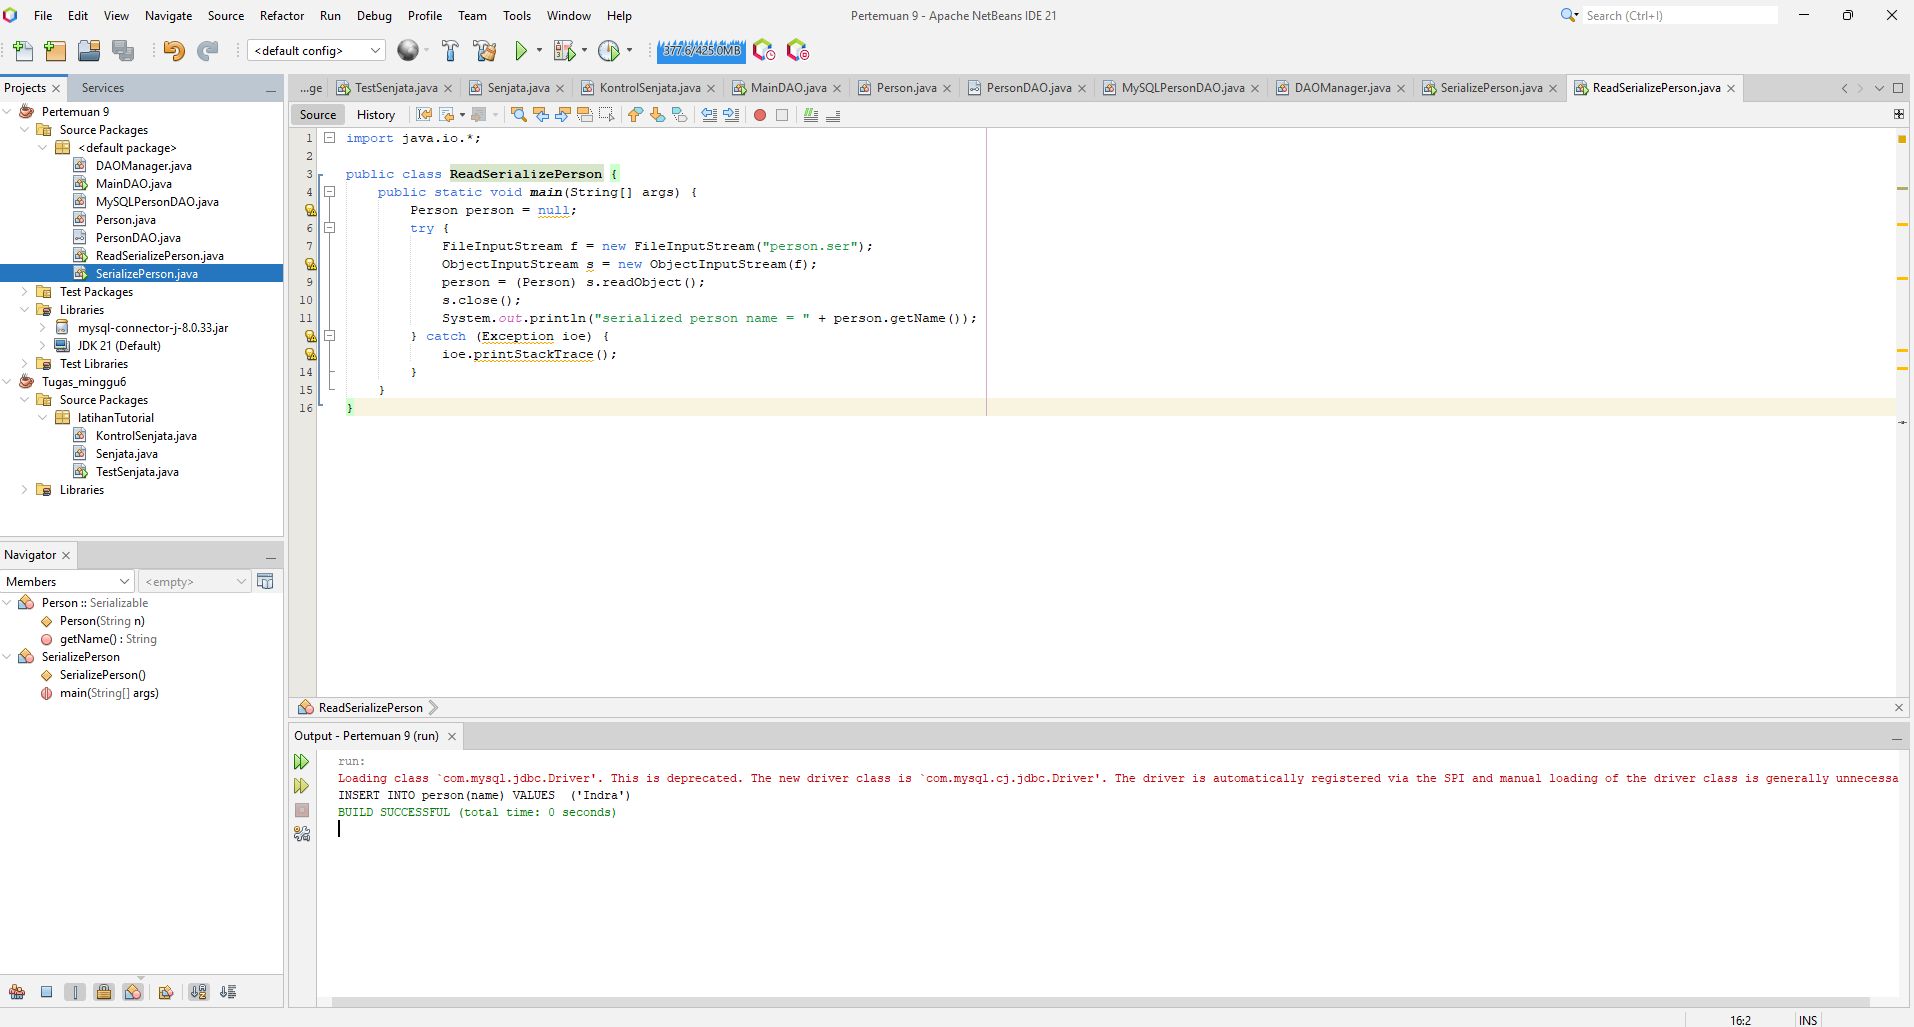 File Edit View Navigate Source Refactor Run Debug Profile Team Tools Window Help
Pertemuan 9 - Apache NetBeans IDE 21
Search (Ctrl+I)
<default config>
377.6/425.0MB
Projects
Services
Pertemuan 9
Source Packages
<default package>
DAOManager.java
MainDAO.java
MySQLPersonDAO.java
Person.java
PersonDAO.java
ReadSerializePerson.java
SerializePerson.java
Test Packages
Libraries
mysql-connector-j-8.0.33.jar
JDK 21 (Default)
Test Libraries
Tugas_minggu6
Source Packages
latihanTutorial
KontrolSenjata.java
Senjata.java
TestSenjata.java
Libraries
Navigator
Members
<empty>
Person :: Serializable
Person(String n)
getName() : String
SerializePerson
SerializePerson()
main(String[] args)
...ge TestSenjata.java Senjata.java KontrolSenjata.java MainDAO.java Person.java PersonDAO.java MySQLPersonDAO.java DAOManager.java SerializePerson.java ReadSerializePerson.java
Source History
1 import java.io.*;
2
3 public class ReadSerializePerson {
4 public static void main(String[] args) {
Person person = null;
6 try {
7 FileInputStream f = new FileInputStream("person.ser");
ObjectInputStream s = new ObjectInputStream(f);
9 person = (Person) s.readObject();
10 s.close();
11 System.out.println("serialized person name = " + person.getName());
} catch (Exception ioe) {
ioe.printStackTrace();
14 }
15 }
16 }
ReadSerializePerson
Output - Pertemuan 9 (run)
run:
Loading class `com.mysql.jdbc.Driver'. This is deprecated. The new driver class is `com.mysql.cj.jdbc.Driver'. The driver is automatically registered via the SPI and manual loading of the driver class is generally unnecessa
INSERT INTO person(name) VALUES ('Indra')
BUILD SUCCESSFUL (total time: 0 seconds)
16:2 INS